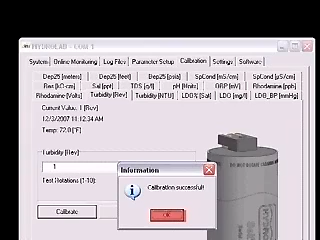 HYDROLAB - COM 1
System Online Monitoring Log Files Parameter Setup Calibration Settings Software
Dep25 [meters] Dep25 [feet] Dep25 [psia] SpCond [mS/cm]
Res [kΩ-cm] Sal [ppt] TDS [g/l] pH [Units] ORP [mV] Rhodamine [ppb]
Rhodamine [Volts] Turbidity [Rev] Turbidity [NTU] LDO% [Sat] LDO [mg/l] LDO_BP [mmHg]
Current Value: 1 [Rev]
12/3/2007 11:12:34 AM
Temp: 72.0 [°F]
Turbidity [Rev]
1
Test Rotations (1-10):
Calibrate
Information
Calibration successful!
OK